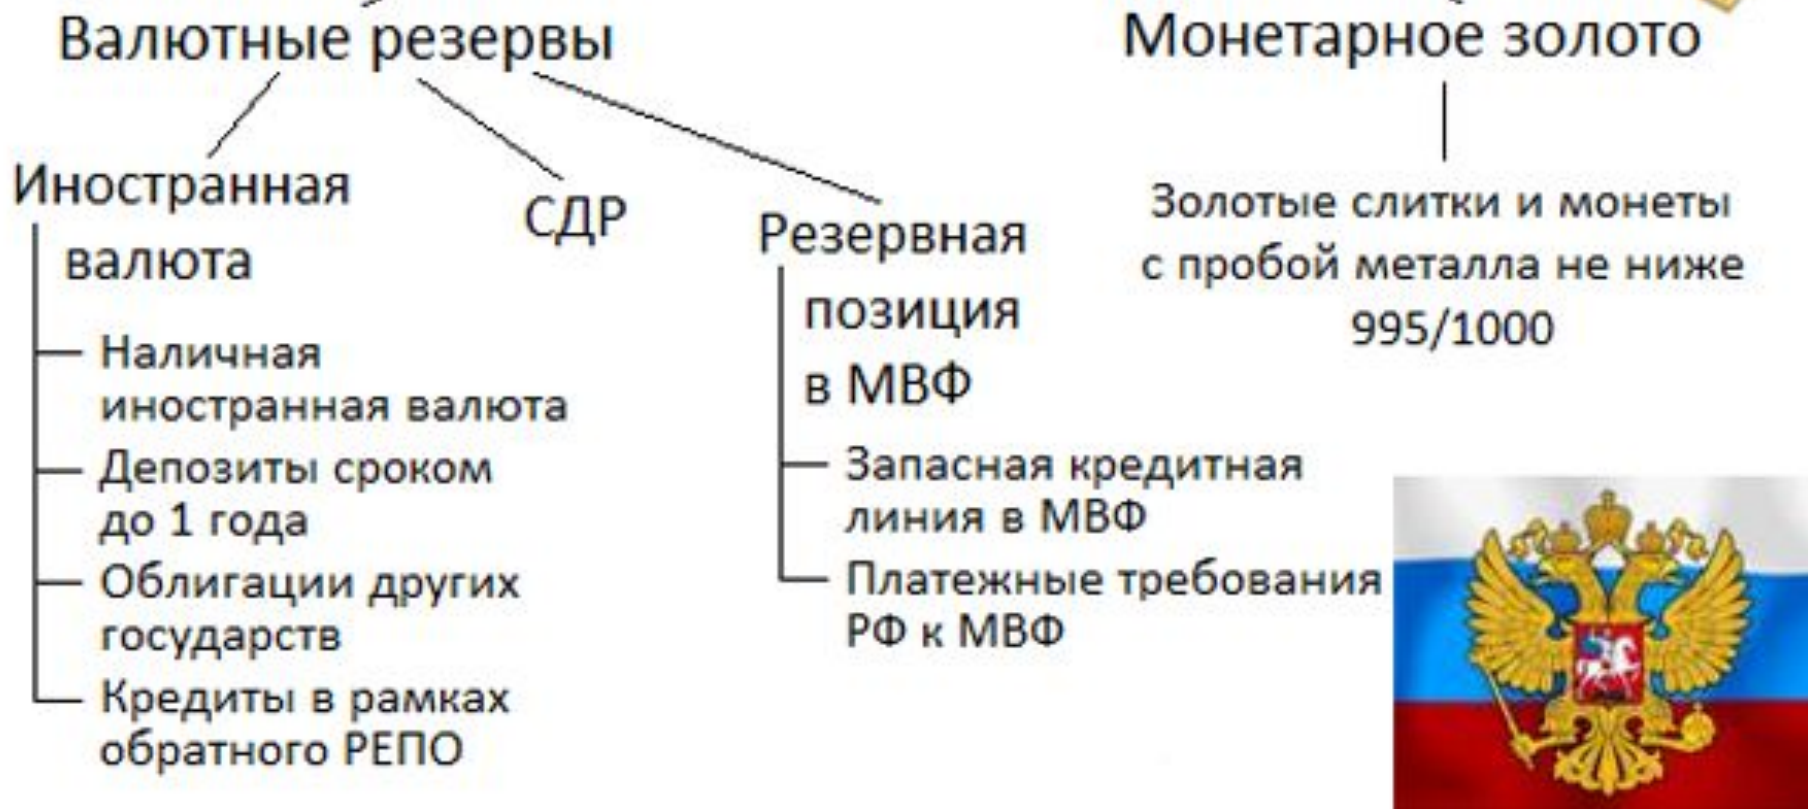 Валютные резервы
Монетарное золото
Иностранная
валюта
Наличная
иностранная валюта
Депозиты сроком
до 1 года
Облигации других
государств
Кредиты в рамках
обратного РЕПО
СДР
Резервная
позиция
в МВФ
Запасная кредитная
линия в МВФ
Платежные требования
РФ к МВФ
Золотые слитки и монеты
с пробой металла не ниже
995/1000